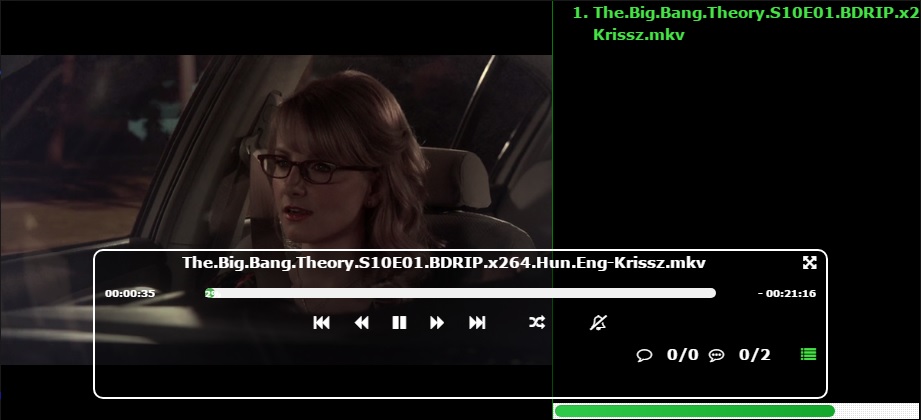 1. The.Big.Bang.Theory.S10E01.BDRIP.x2
Krissz.mkv
The.Big.Bang.Theory.S10E01.BDRIP.x264.Hun.Eng-Krissz.mkv
00:00:35
- 00:21:16
0/0
0/2